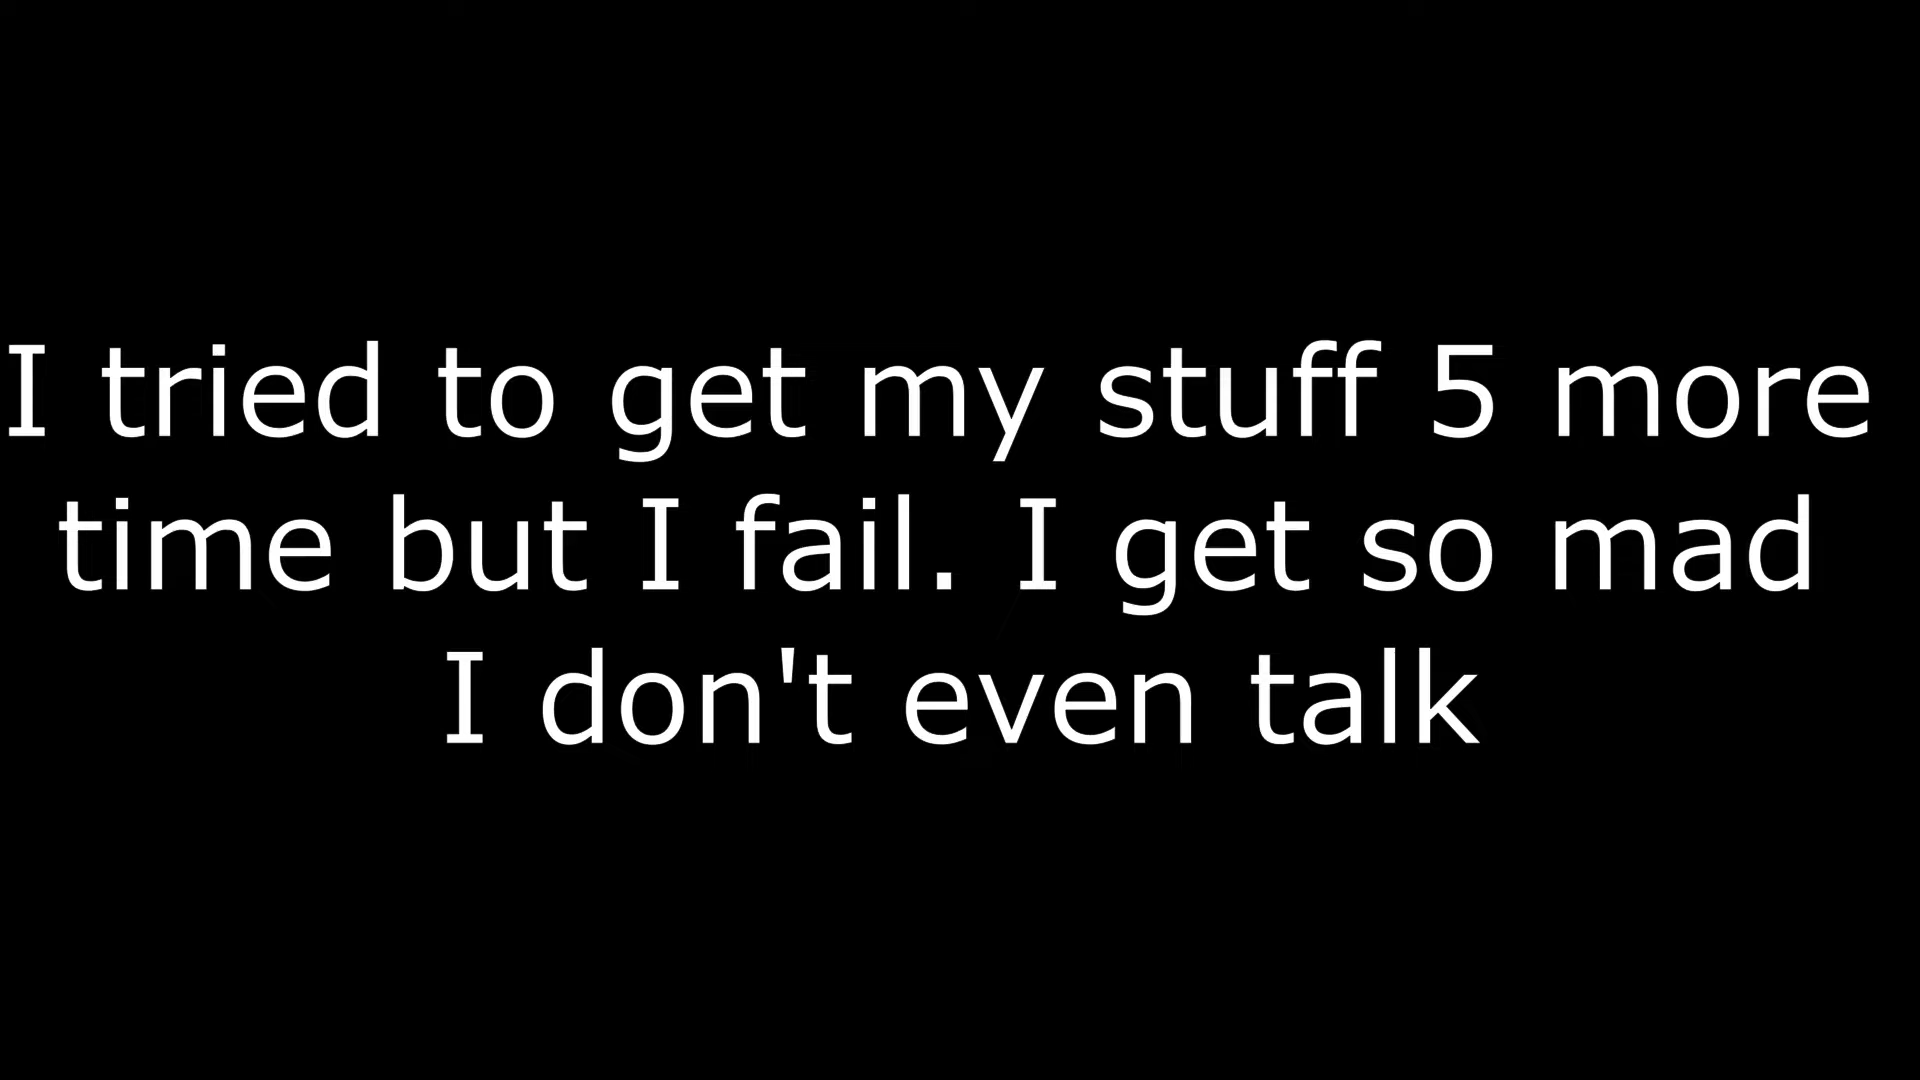 I tried to get my stuff 5 more
time but I fail. I get so mad
I don't even talk